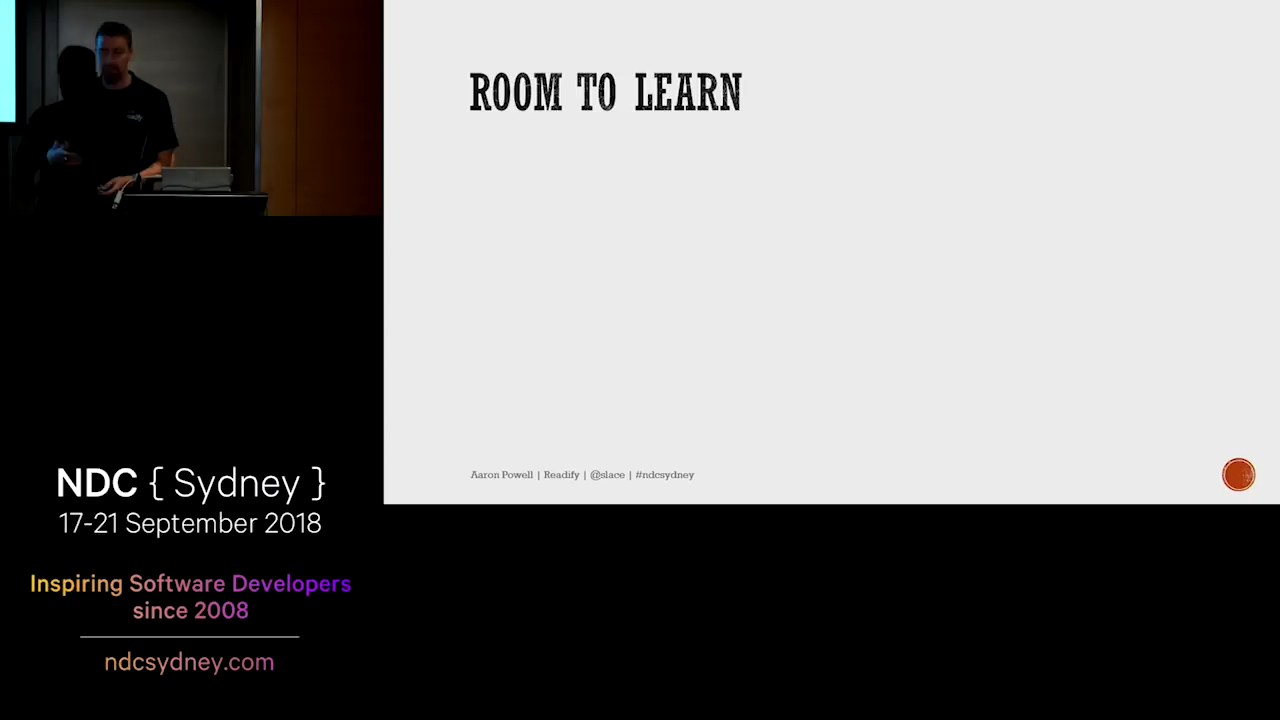 ROOM TO LEARN
Aaron Powell | Readify | @slace | #ndcsydney
NDC { Sydney }
17-21 September 2018
Inspiring Software Developers
since 2008
ndcsydney.com